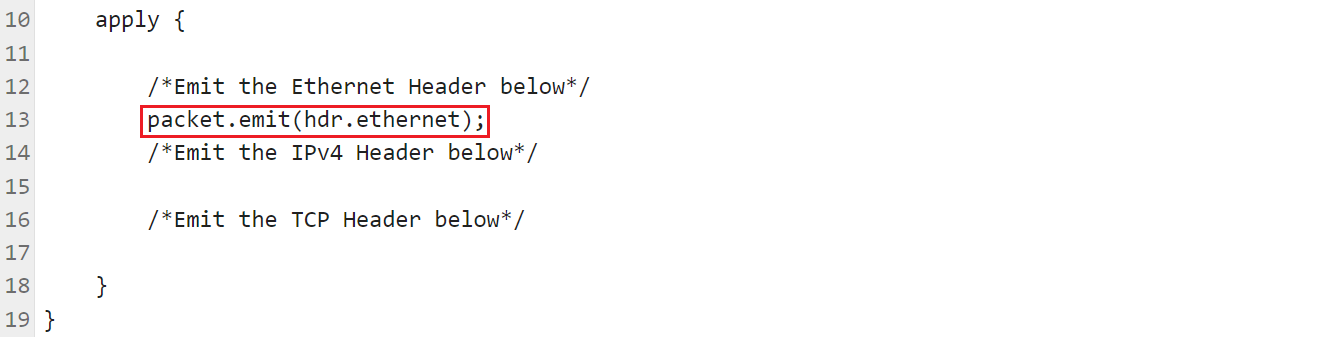 10     apply {
11
12         /*Emit the Ethernet Header below*/
13         packet.emit(hdr.ethernet);
14         /*Emit the IPv4 Header below*/
15
16         /*Emit the TCP Header below*/
17
18     }
19 }